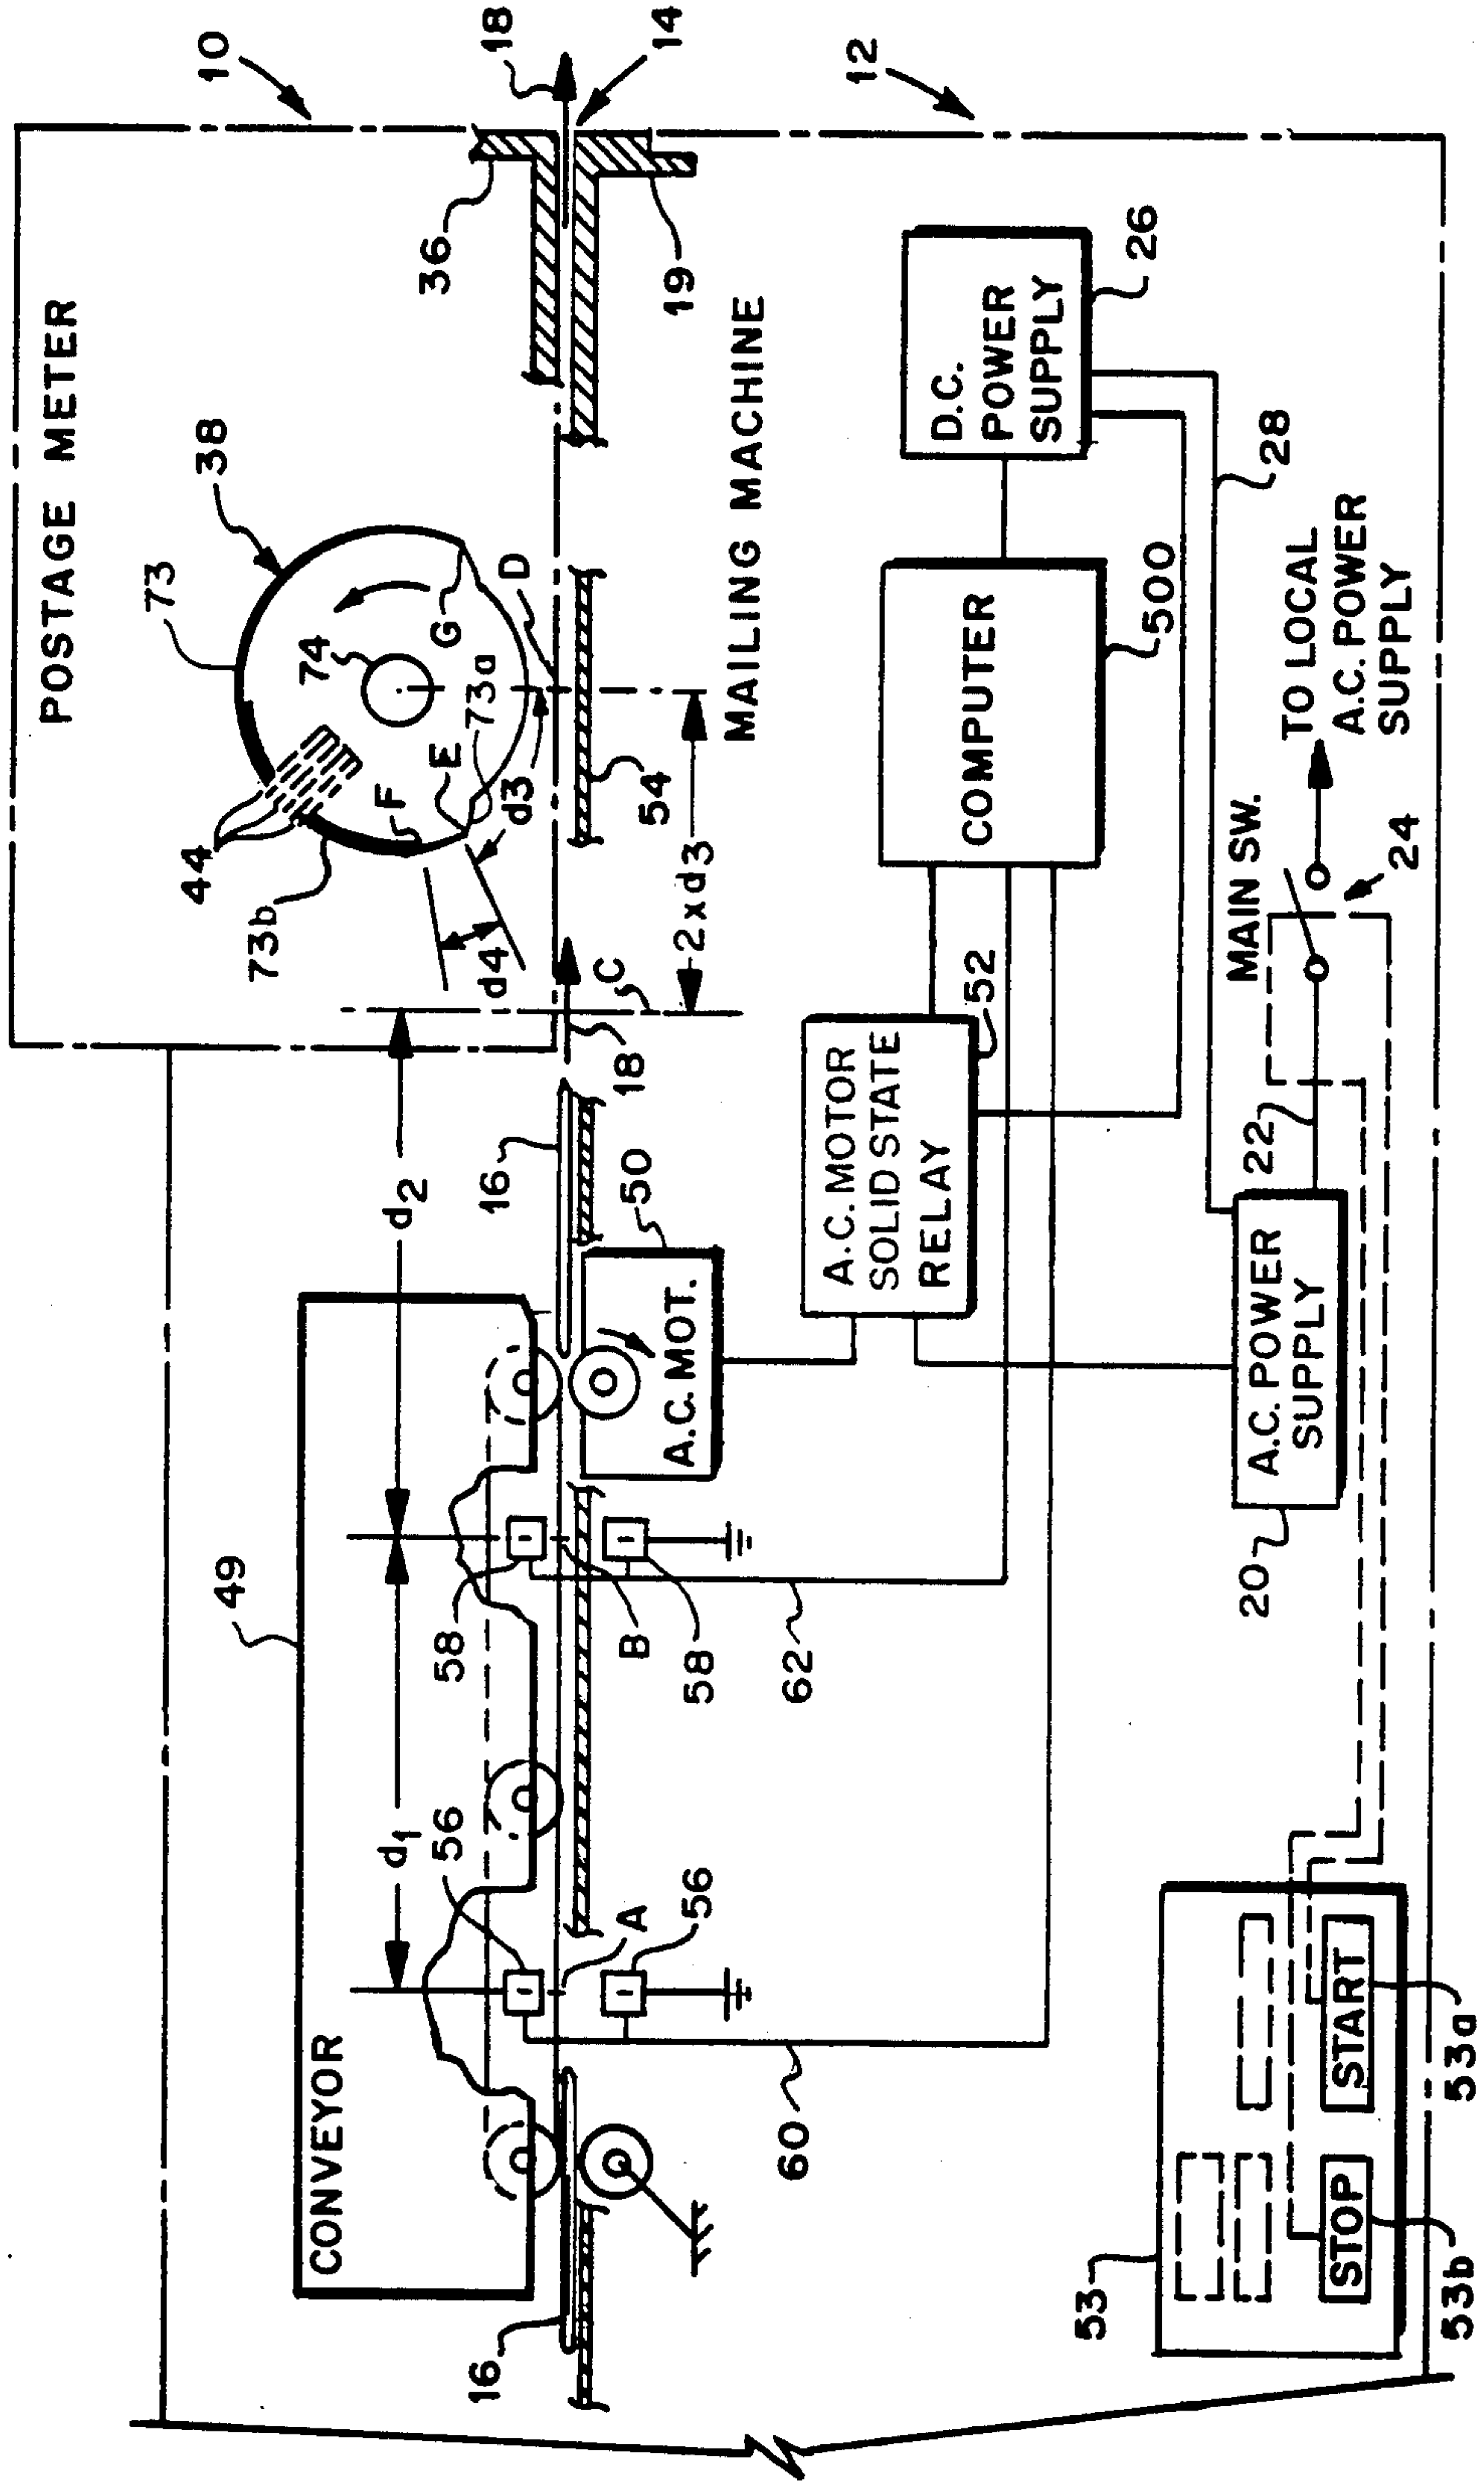 POSTAGE METER
10
18
14
36
19
38
73
74
G
D
73a
E
F
d3
44
73b
d4
54
2xd3
C
18
MAILING MACHINE
12
CONVEYOR
49
d1
d2
16
16
56
56
A
58
58
B
50
A.C. MOT.
60
62
A.C. MOTOR
SOLID STATE
RELAY
52
COMPUTER
500
D.C.
POWER
SUPPLY
26
28
TO LOCAL
A.C. POWER
SUPPLY
MAIN SW.
24
22
A.C. POWER
SUPPLY
20
53
STOP
START
53b
53a